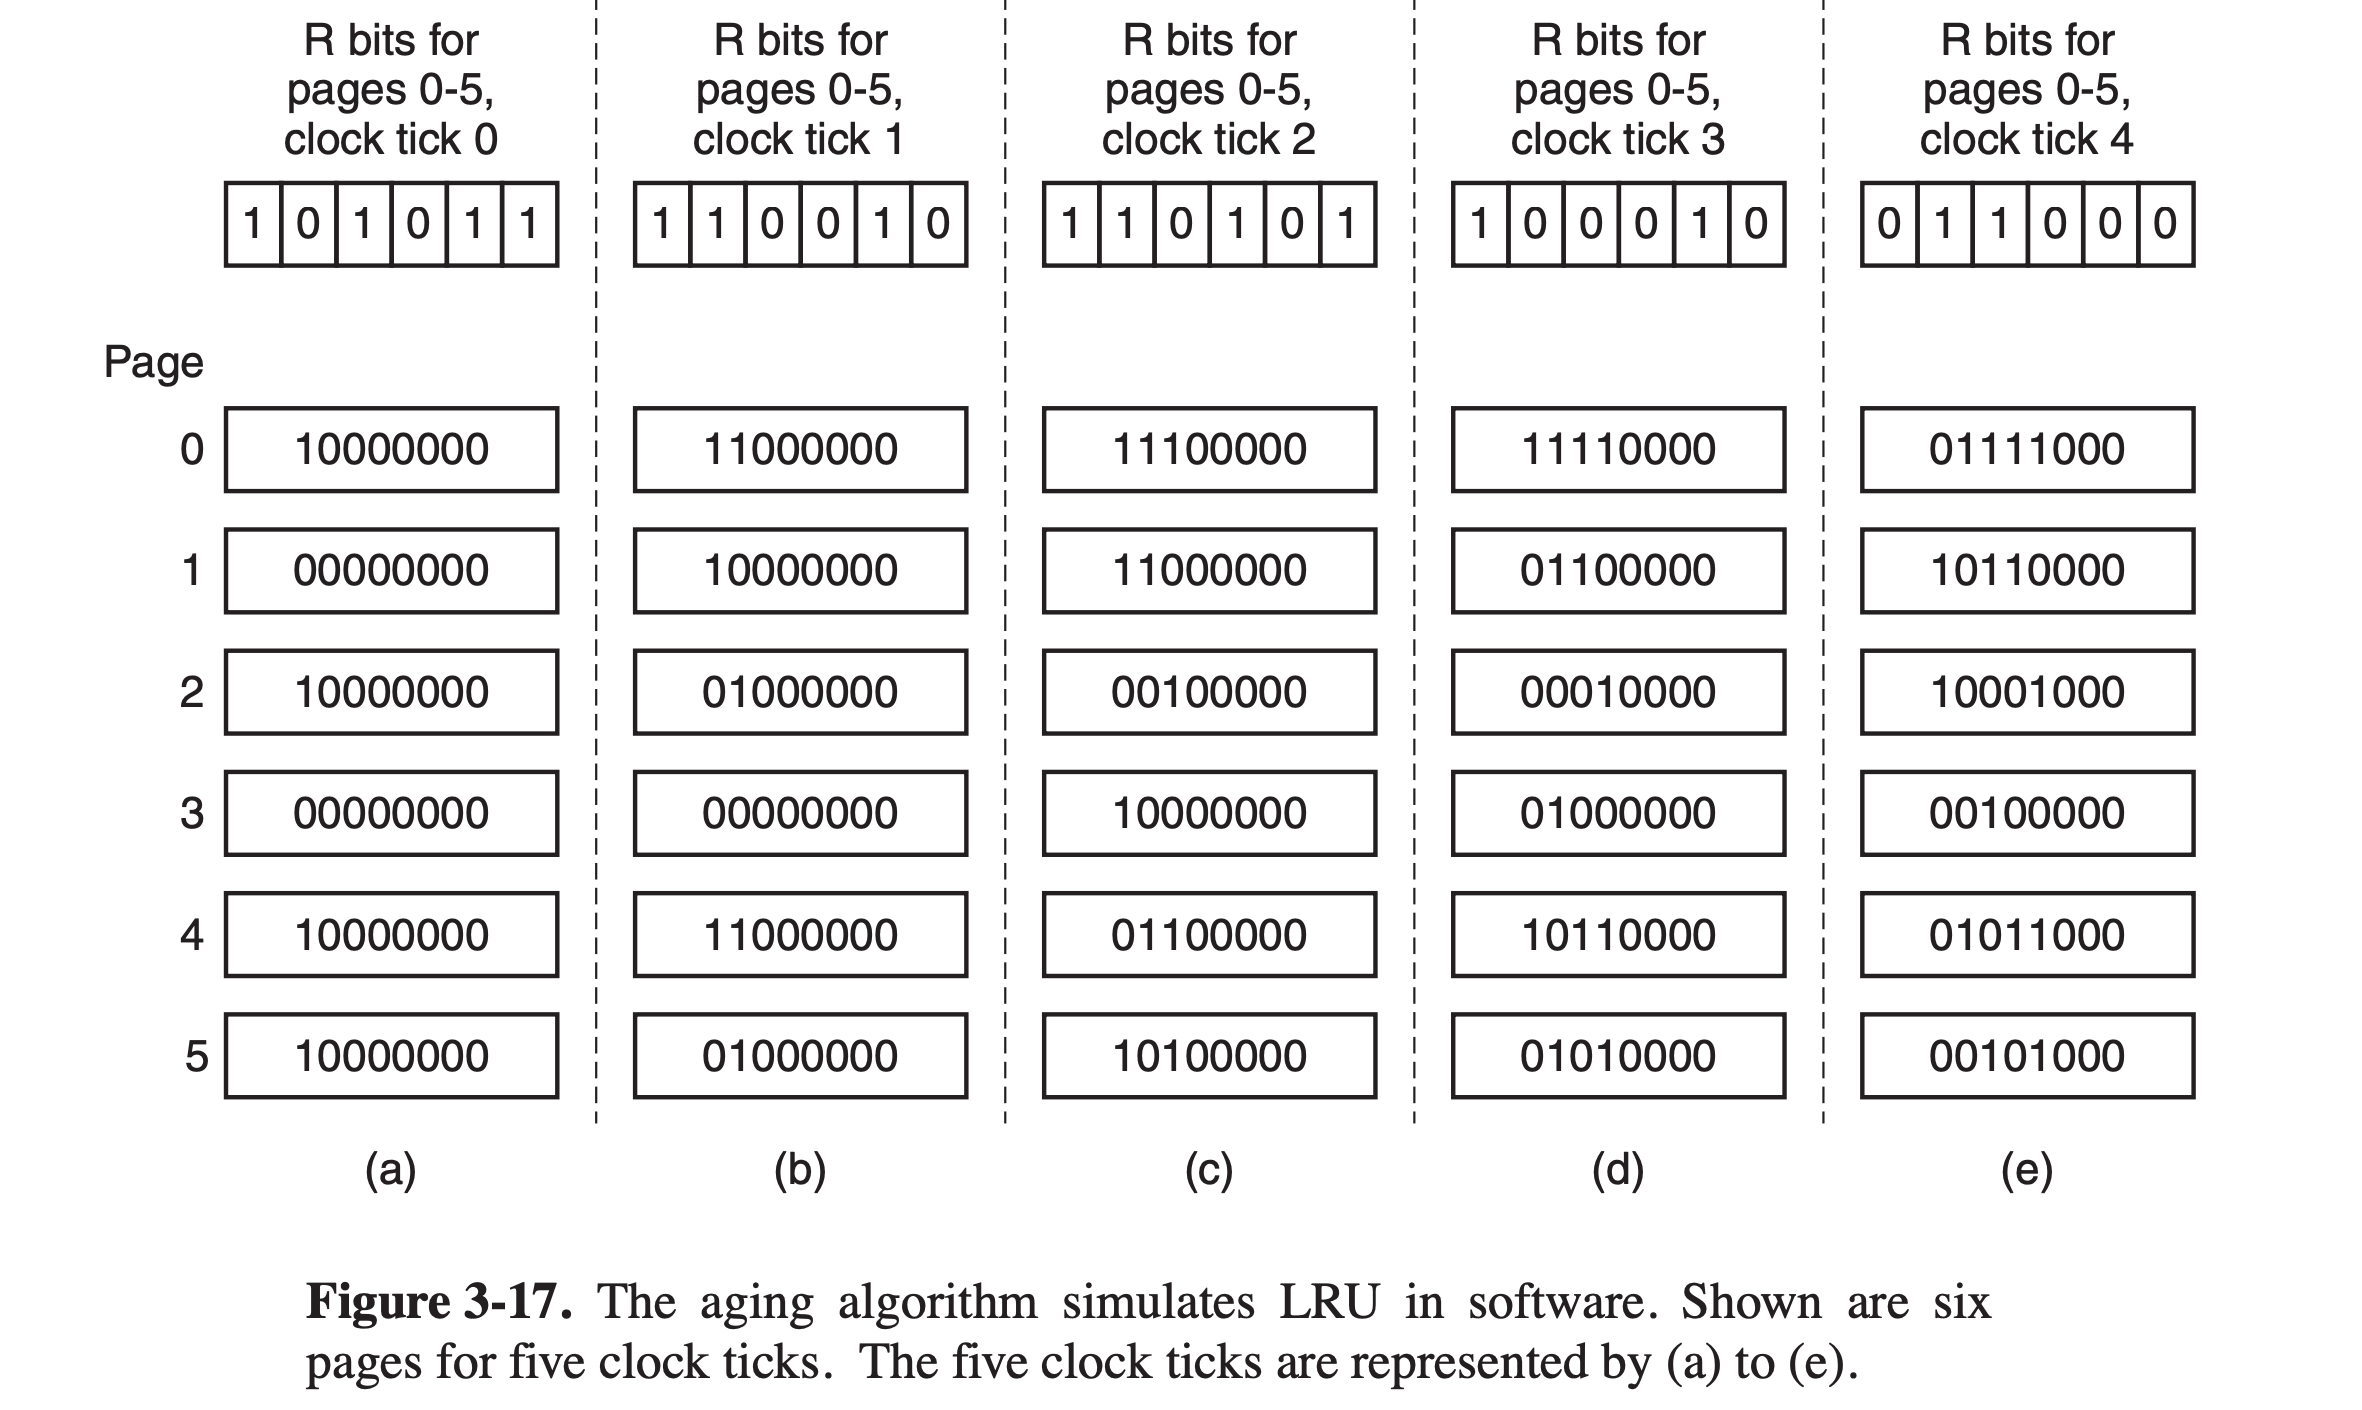 R bits for pages 0-5, clock tick 0
R bits for pages 0-5, clock tick 1
R bits for pages 0-5, clock tick 2
R bits for pages 0-5, clock tick 3
R bits for pages 0-5, clock tick 4
1 0 1 0 1 1 1 1 0 0 1 0 1 1 0 1 0 1 1 0 0 0 1 0 0 1 1 0 0 0
Page
0 10000000 11000000 11100000 11110000 01111000
1 00000000 10000000 11000000 01100000 10110000
2 10000000 01000000 00100000 00010000 10001000
3 00000000 00000000 10000000 01000000 00100000
4 10000000 11000000 01100000 10110000 01011000
5 10000000 01000000 10100000 01010000 00101000
(a) (b) (c) (d) (e)
Figure 3-17. The aging algorithm simulates LRU in software. Shown are six
pages for five clock ticks. The five clock ticks are represented by (a) to (e).